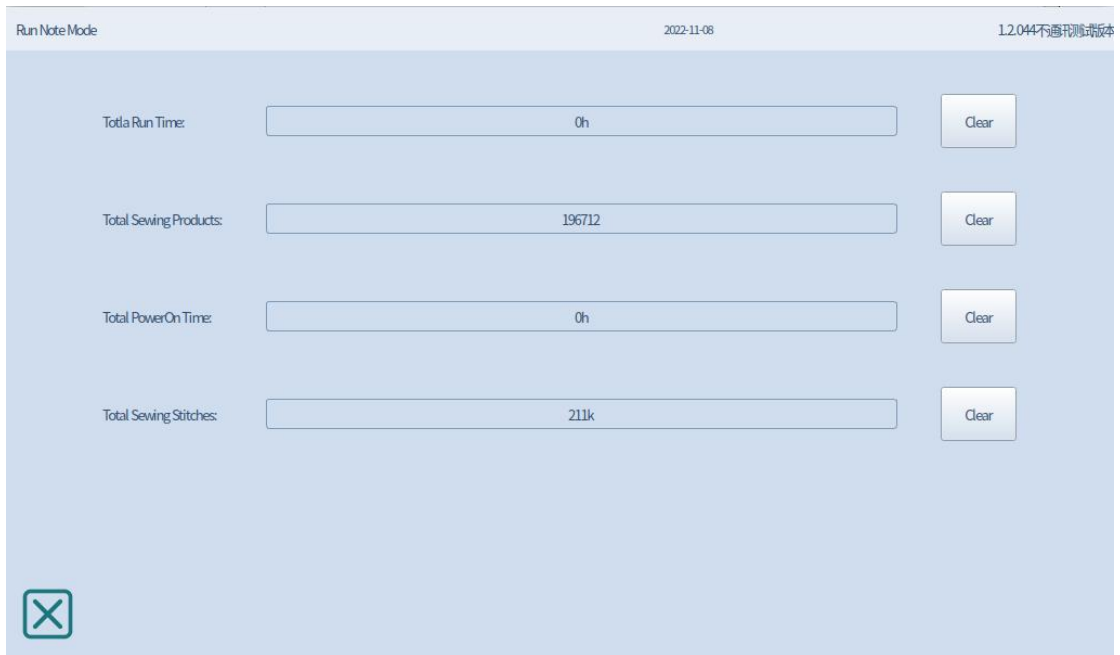 Run Note Mode 2022-11-08 1.2.044不通讯测试版本
Totla Run Time: 0h Clear
Total Sewing Products: 196712 Clear
Total PowerOn Time: 0h Clear
Total Sewing Stitches: 211k Clear